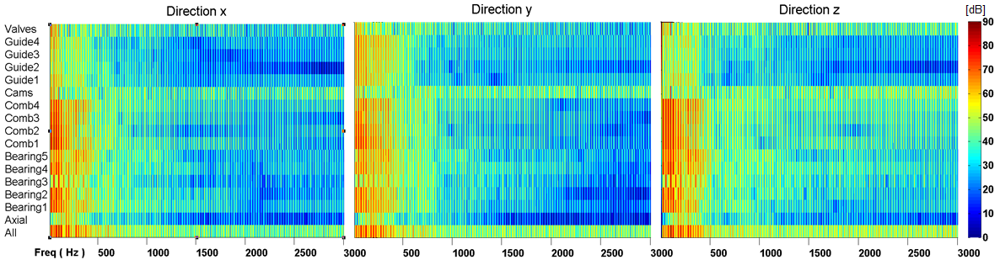 Direction x
Direction y
Direction z
[dB]
Valves
Guide4
Guide3
Guide2
Guide1
Cams
Comb4
Comb3
Comb2
Comb1
Bearing5
Bearing4
Bearing3
Bearing2
Bearing1
Axial
All
90
80
70
60
50
40
30
20
10
0
Freq ( Hz ) 500 1000 1500 2000 2500 3000 500 1000 1500 2000 2500 3000 500 1000 1500 2000 2500 3000